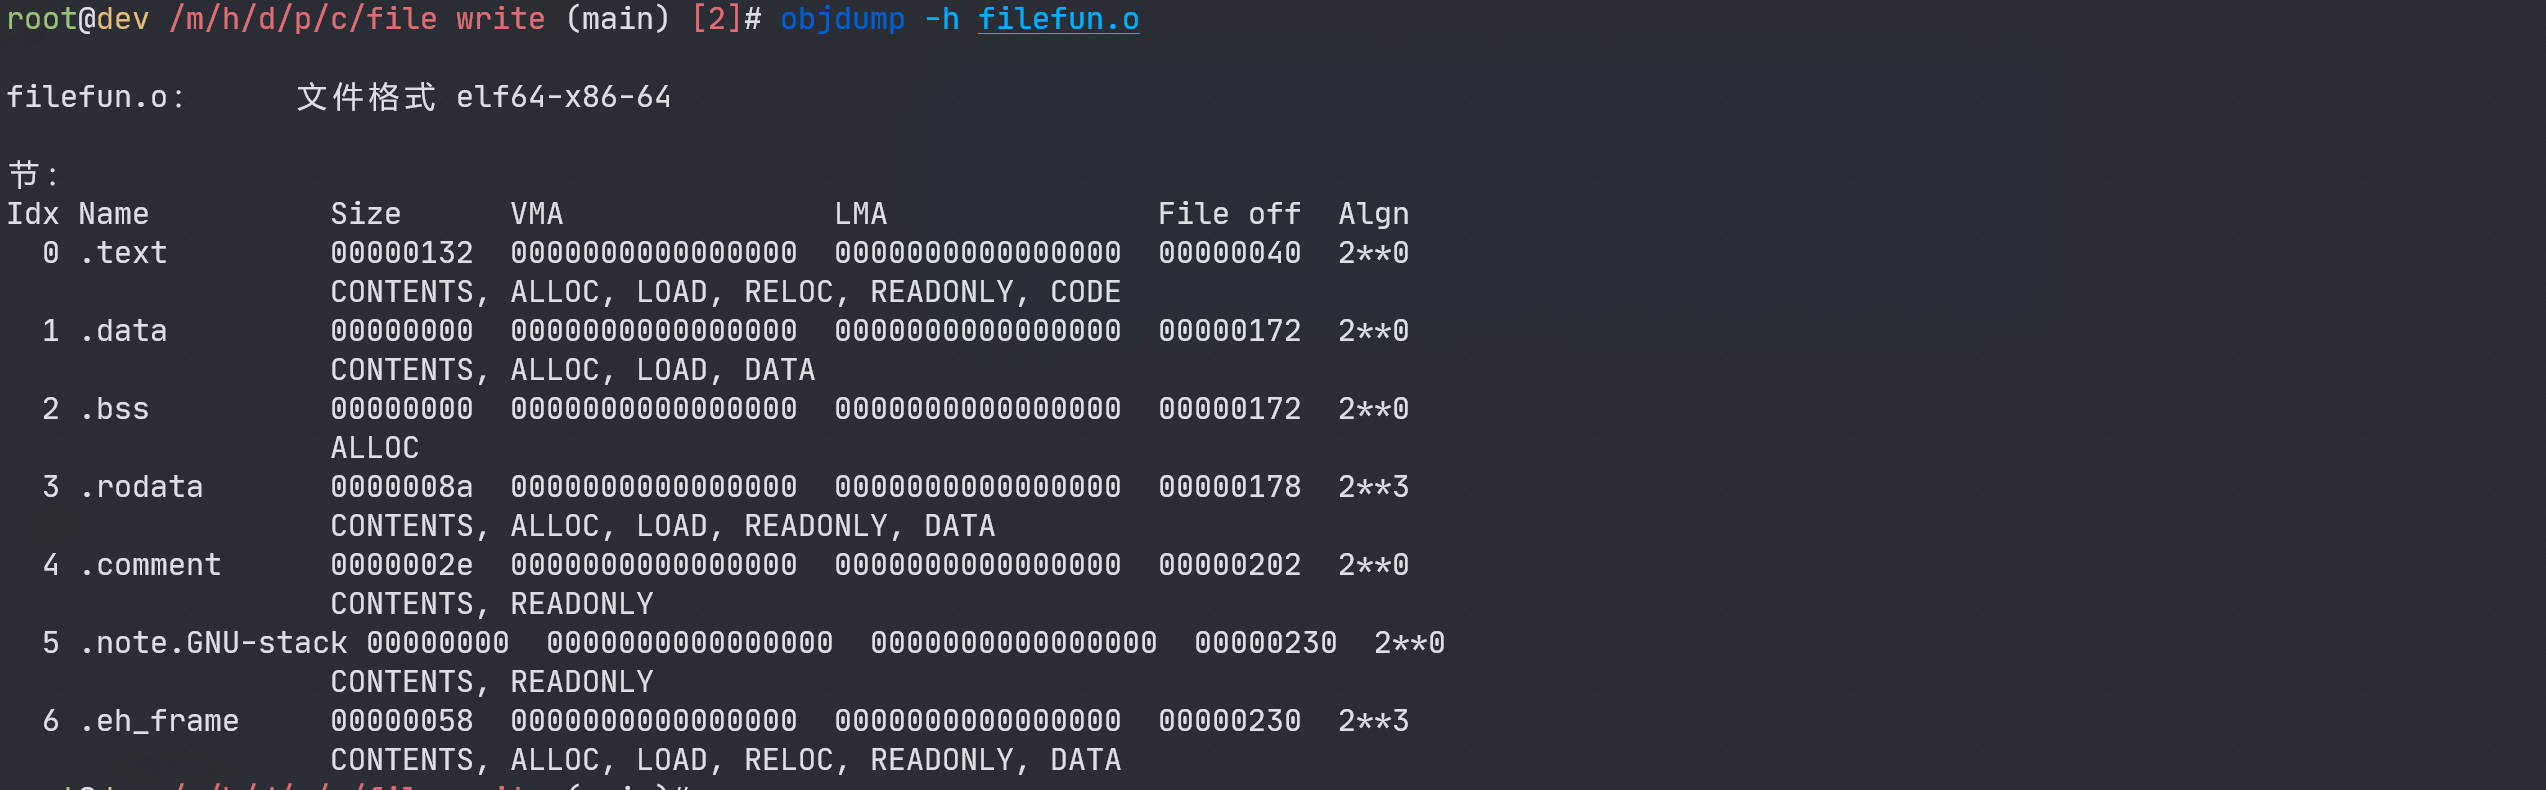 root@dev /m/h/d/p/c/file write (main) [2]# objdump -h filefun.o
filefun.o：     文件格式 elf64-x86-64
节：
Idx Name          Size      VMA               LMA               File off  Algn
  0 .text         00000132  0000000000000000  0000000000000000  00000040  2**0
                  CONTENTS, ALLOC, LOAD, RELOC, READONLY, CODE
  1 .data         00000000  0000000000000000  0000000000000000  00000172  2**0
                  CONTENTS, ALLOC, LOAD, DATA
  2 .bss          00000000  0000000000000000  0000000000000000  00000172  2**0
                  ALLOC
  3 .rodata       0000008a  0000000000000000  0000000000000000  00000178  2**3
                  CONTENTS, ALLOC, LOAD, READONLY, DATA
  4 .comment      0000002e  0000000000000000  0000000000000000  00000202  2**0
                  CONTENTS, READONLY
  5 .note.GNU-stack 00000000  0000000000000000  0000000000000000  00000230  2**0
                  CONTENTS, READONLY
  6 .eh_frame     00000058  0000000000000000  0000000000000000  00000230  2**3
                  CONTENTS, ALLOC, LOAD, RELOC, READONLY, DATA